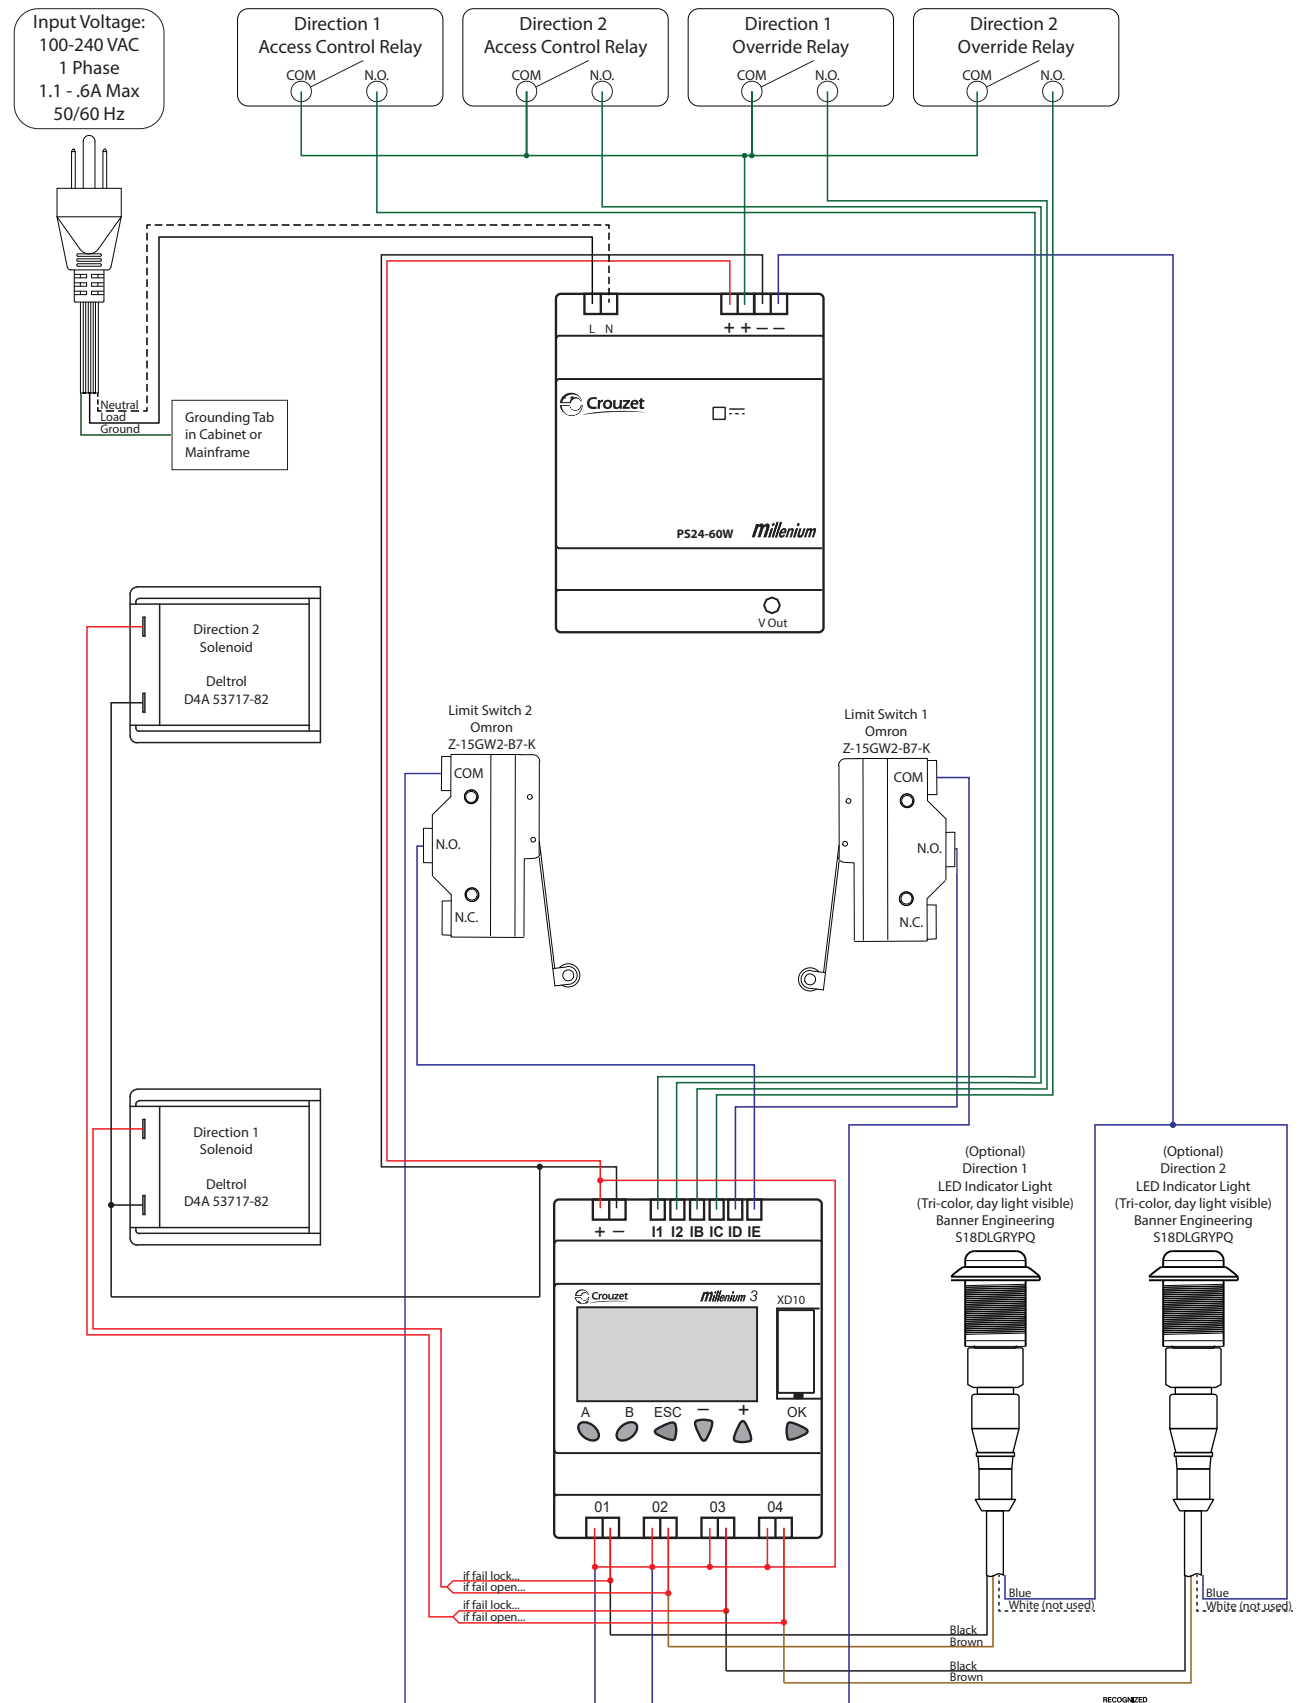 Input Voltage:
100-240 VAC
1 Phase
1.1 - .6A Max
50/60 Hz
Direction 1
Access Control Relay
COM
N.O.
Direction 2
Access Control Relay
COM
N.O.
Direction 1
Override Relay
COM
N.O.
Direction 2
Override Relay
COM
N.O.
Neutral
Load
Ground
Grounding Tab
in Cabinet or
Mainframe
L N
+ + − −
Crouzet
PS24-60W Millenium
V Out
Direction 2
Solenoid
Deltrol
D4A 53717-82
Limit Switch 2
Omron
Z-15GW2-B7-K
COM
N.O.
N.C.
Limit Switch 1
Omron
Z-15GW2-B7-K
COM
N.O.
N.C.
Direction 1
Solenoid
Deltrol
D4A 53717-82
+ − I1 I2 IB IC ID IE
Crouzet Millenium 3 XD10
A B ESC − + OK
01 02 03 04
(Optional)
Direction 1
LED Indicator Light
(Tri-color, day light visible)
Banner Engineering
S18DLGRYPQ
(Optional)
Direction 2
LED Indicator Light
(Tri-color, day light visible)
Banner Engineering
S18DLGRYPQ
if fail lock...
if fail open...
if fail lock...
if fail open...
Blue
White (not used)
Blue
White (not used)
Black
Brown
Black
Brown
RECOGNIZED